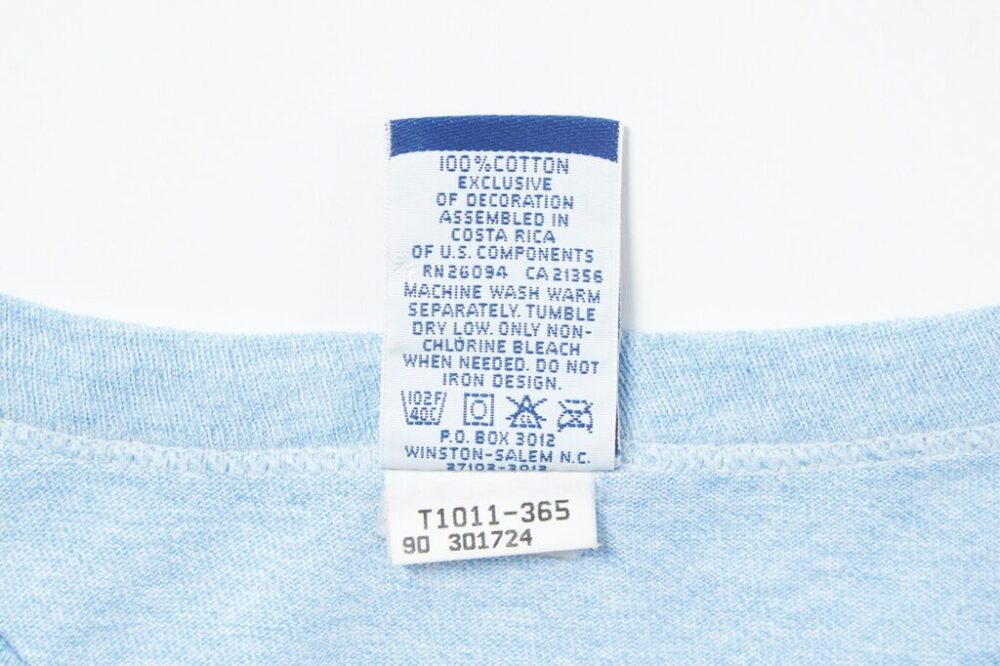 100%COTTON
EXCLUSIVE
OF DECORATION
ASSEMBLED IN
COSTA RICA
OF U.S. COMPONENTS
RN26094 CA21356
MACHINE WASH WARM
SEPARATELY. TUMBLE
DRY LOW. ONLY NON-
CHLORINE BLEACH
WHEN NEEDED. DO NOT
IRON DESIGN.
102F
40C
P.O. BOX 3012
WINSTON-SALEM N.C.
27102-3012
T1011-365
90 301724